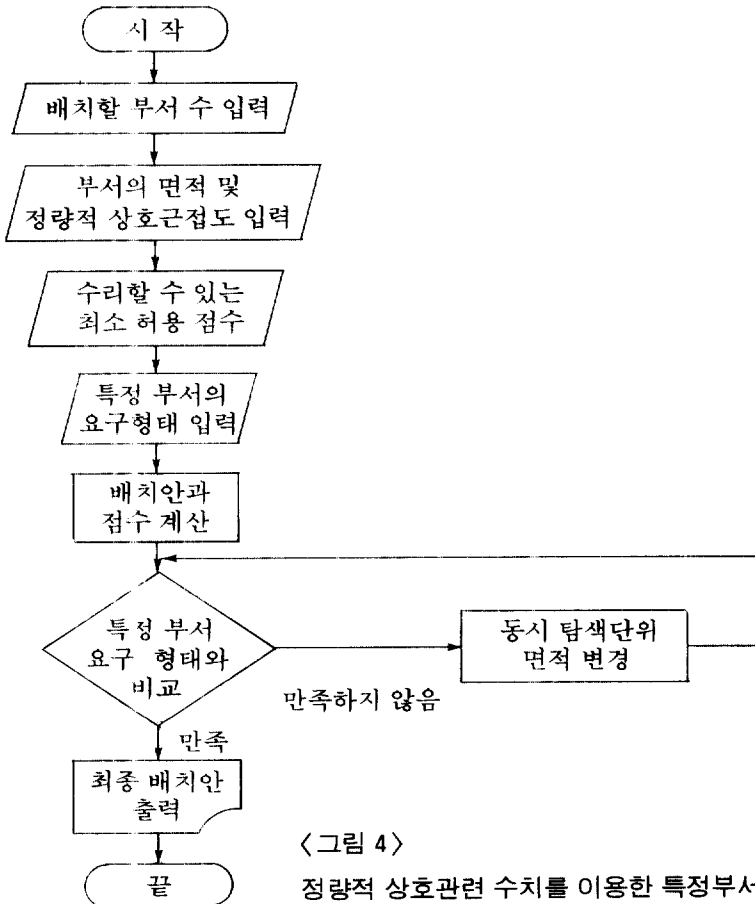 시 작
배치할 부서 수 입력
부서의 면적 및
정량적 상호근접도 입력
수리할 수 있는
최소 허용 점수
특정 부서의
요구형태 입력
배치안과
점수 계산
특정 부서
요구 형태와
비교
동시 탐색단위
면적 변경
만족하지 않음
만족
최종 배치안
출력
끝
〈그림 4〉
정량적 상호관련 수치를 이용한 특정부서